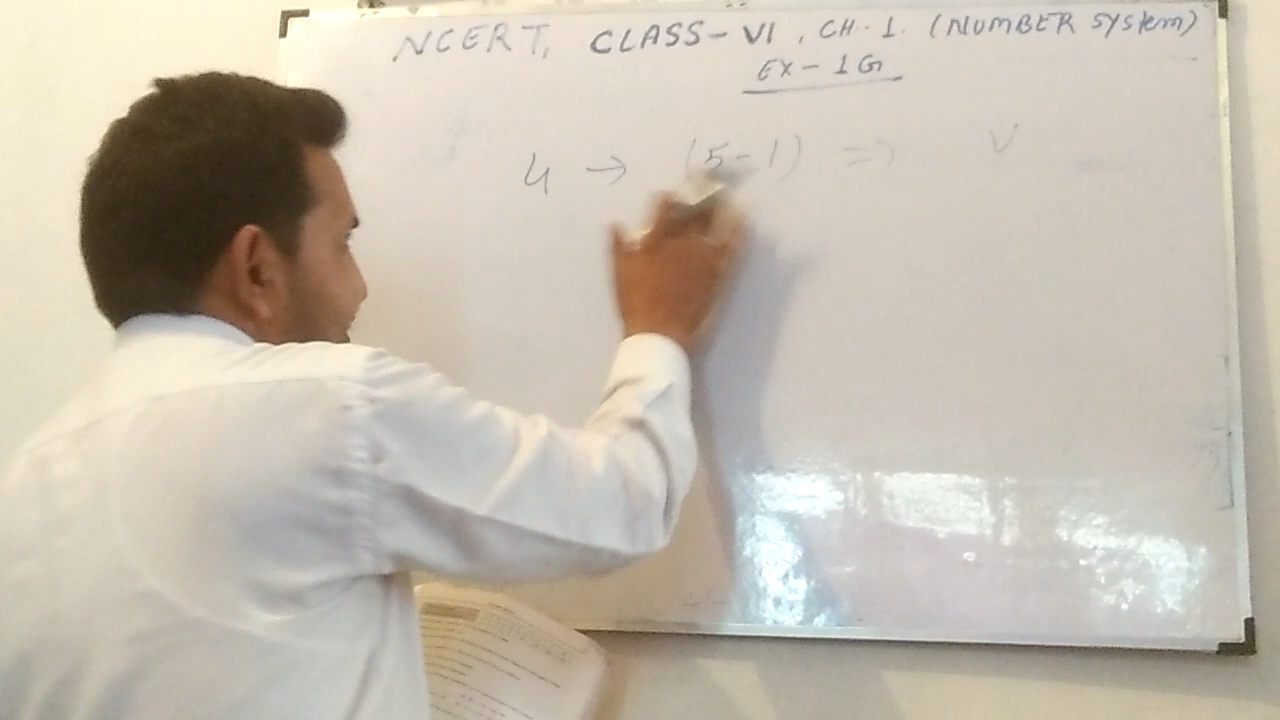 NCERT, CLASS-VI, CH-1. (NUMBER System)
EX-1G
4 → (5-1) => V